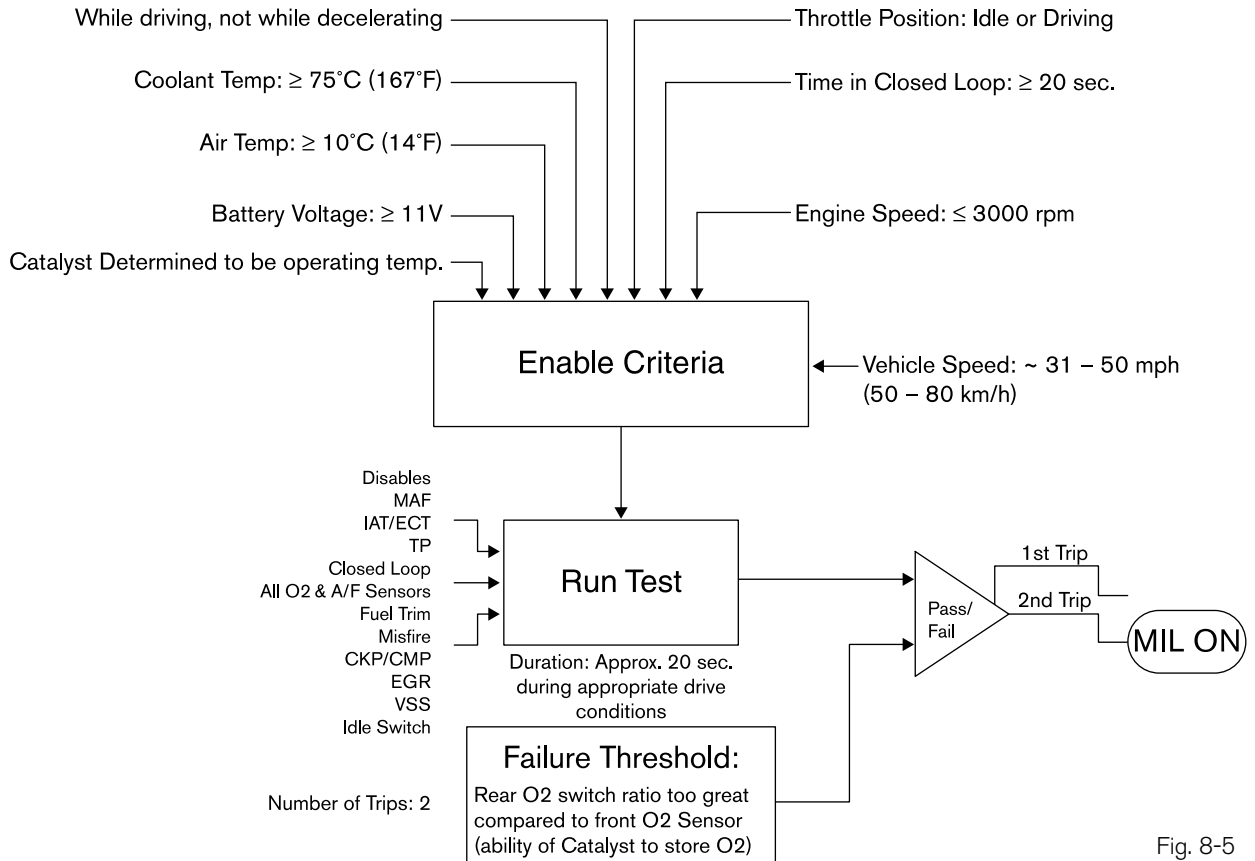 While driving, not while decelerating
Throttle Position: Idle or Driving
Coolant Temp: ≥ 75°C (167°F)
Time in Closed Loop: ≥ 20 sec.
Air Temp: ≥ 10°C (14°F)
Battery Voltage: ≥ 11V
Engine Speed: ≤ 3000 rpm
Catalyst Determined to be operating temp.
Enable Criteria
Vehicle Speed: ~ 31 – 50 mph
(50 – 80 km/h)
Disables
MAF
IAT/ECT
TP
Closed Loop
All O2 & A/F Sensors
Fuel Trim
Misfire
CKP/CMP
EGR
VSS
Idle Switch
Run Test
Duration: Approx. 20 sec.
during appropriate drive
conditions
Pass/
Fail
1st Trip
2nd Trip
MIL ON
Number of Trips: 2
Failure Threshold:
Rear O2 switch ratio too great
compared to front O2 Sensor
(ability of Catalyst to store O2)
Fig. 8-5